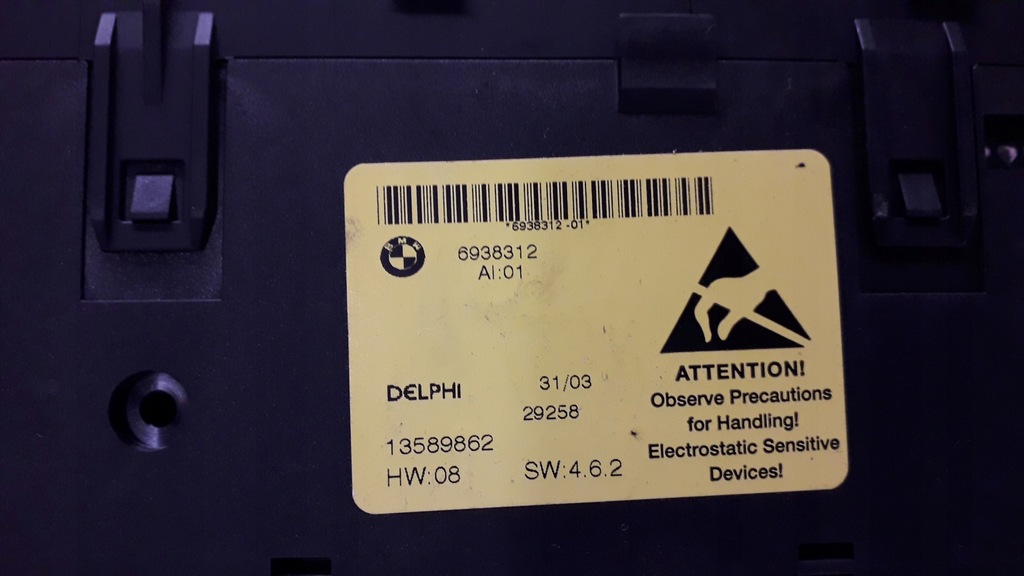 *6938312-01*
BMW
6938312
AI:01
DELPHI
31/03
29258
13589862
HW:08
SW:4.6.2
ATTENTION!
Observe Precautions
for Handling!
Electrostatic Sensitive
Devices!